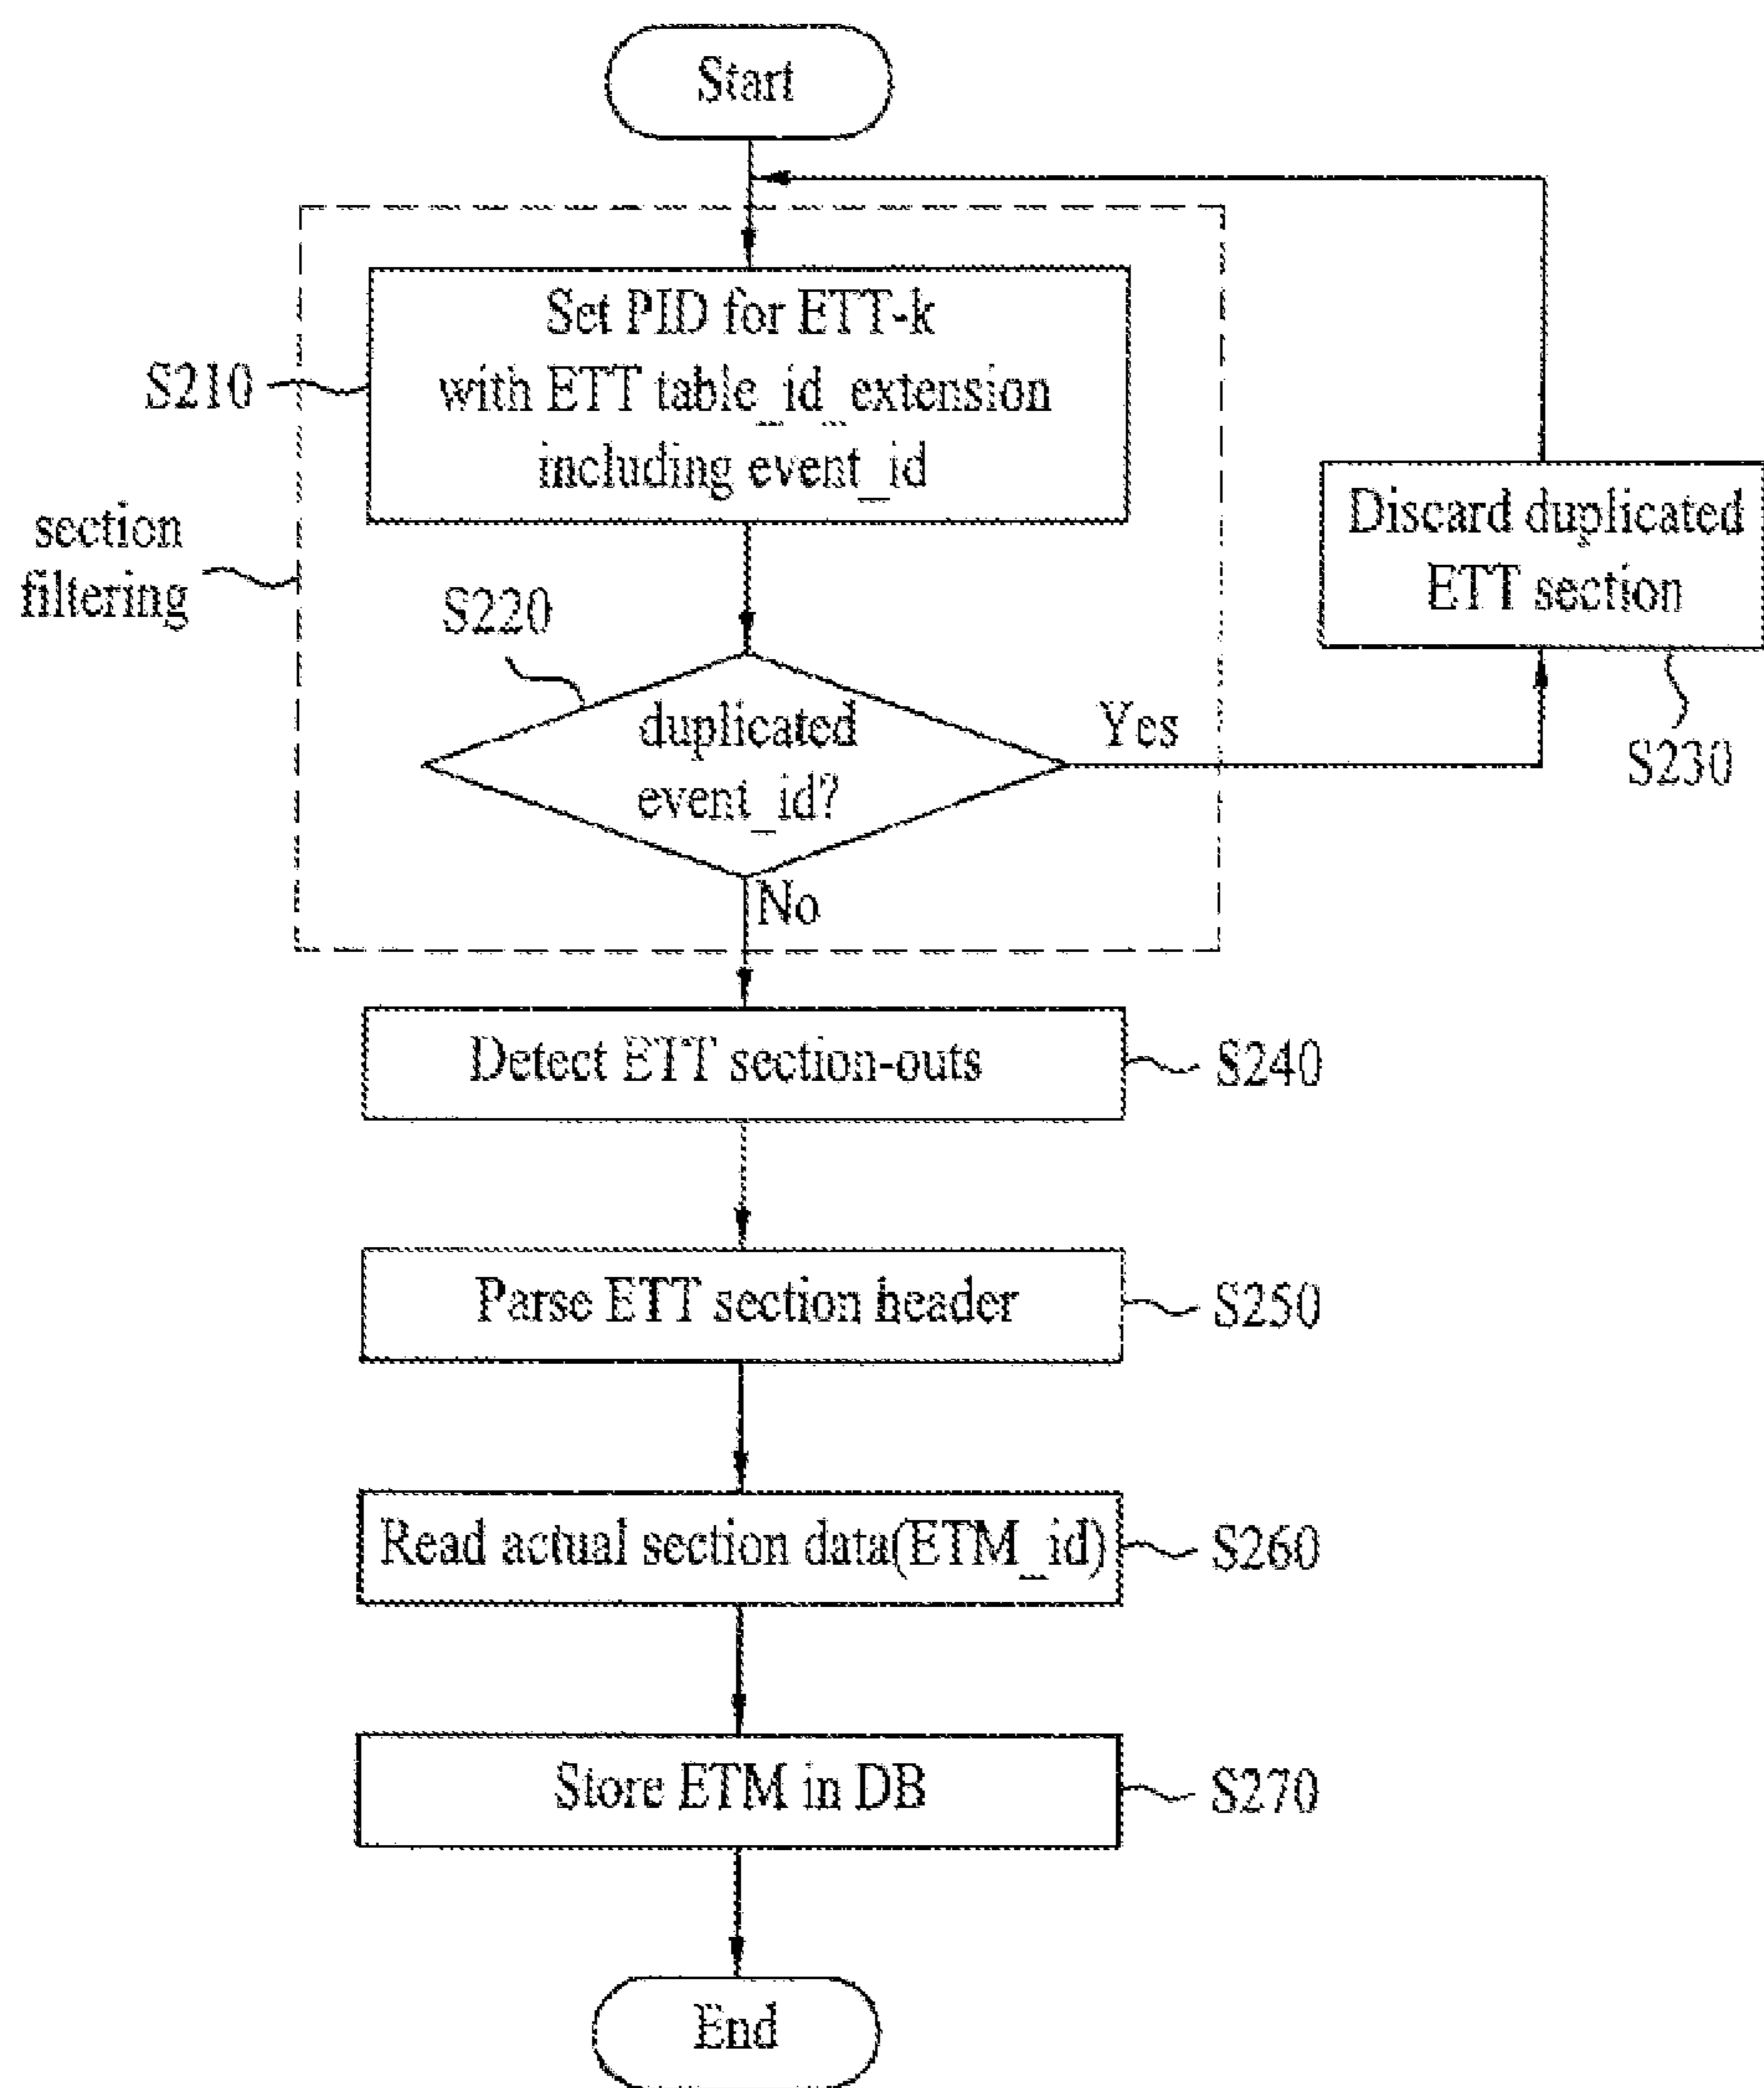 Start
Set PID for ETT-k
with ETT table_id_extension
including event_id
S210
section
filtering
Discard duplicated
ETT section
S230
S220
duplicated
event_id?
Yes
No
Detect ETT section-outs
S240
Parse ETT section header
S250
Read actual section data(ETM_id)
S260
Store ETM in DB
S270
End